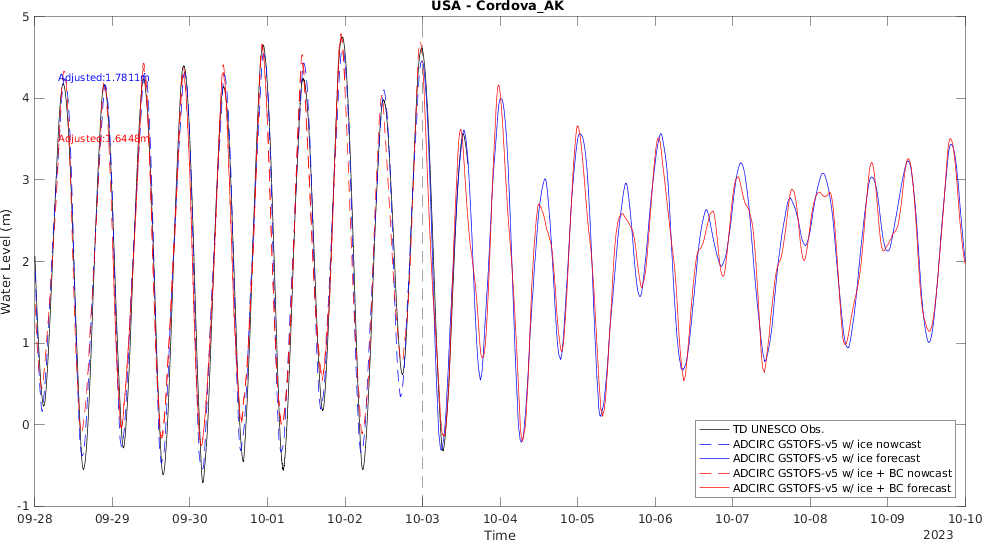 USA - Cordova_AK
5
4
3
2
1
0
-1
Water Level (m)
Adjusted:1.7811m
Adjusted:1.6448m
TD UNESCO Obs.
ADCIRC GSTOFS-v5 w/ ice nowcast
ADCIRC GSTOFS-v5 w/ ice forecast
ADCIRC GSTOFS-v5 w/ ice + BC nowcast
ADCIRC GSTOFS-v5 w/ ice + BC forecast
09-28 09-29 09-30 10-01 10-02 10-03 10-04 10-05 10-06 10-07 10-08 10-09 10-10
Time
2023